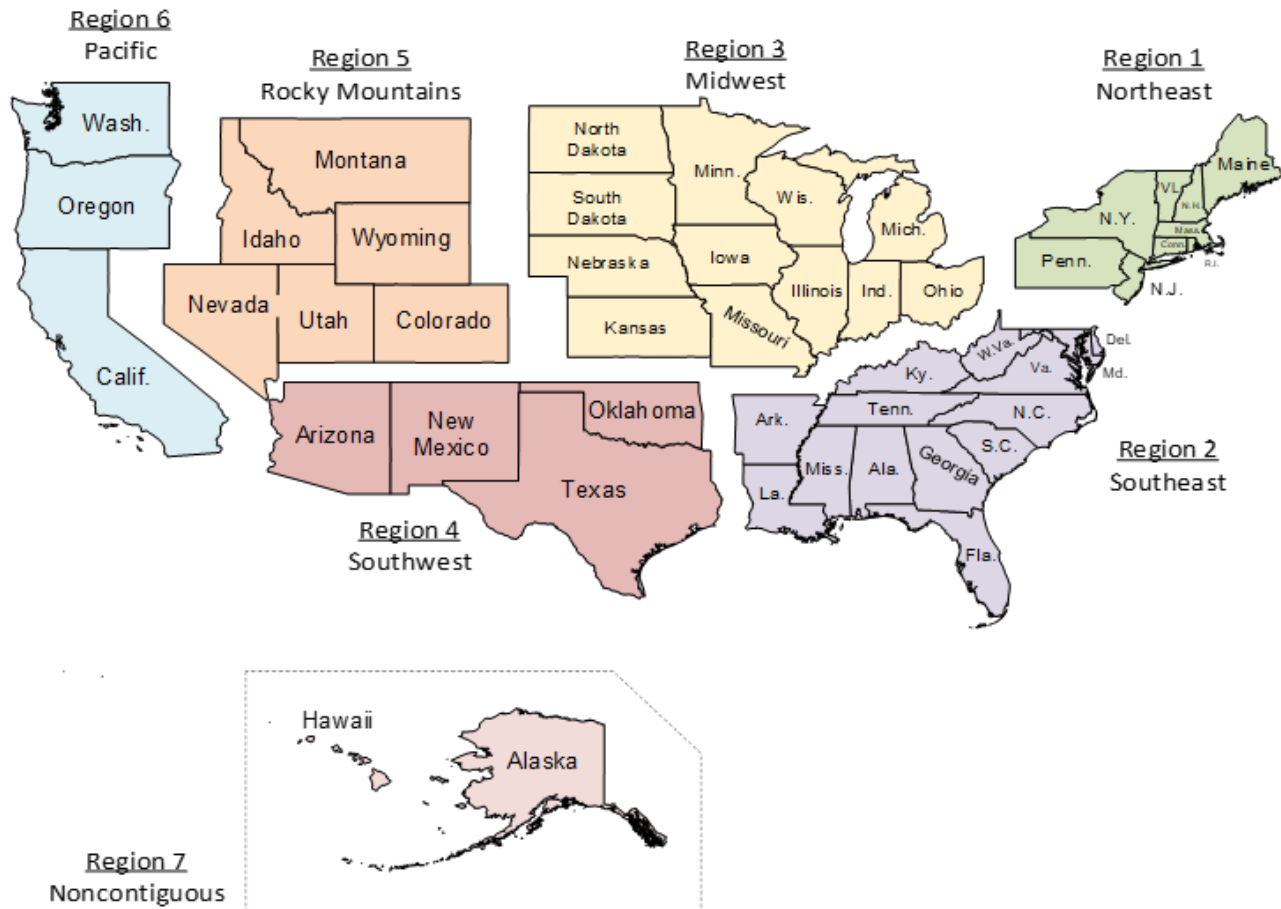 Region 6
Pacific
Region 5
Rocky Mountains
Region 3
Midwest
Region 1
Northeast
Wash.
Oregon
Calif.
Montana
Idaho
Wyoming
Nevada
Utah
Colorado
North
Dakota
South
Dakota
Nebraska
Kansas
Minn.
Iowa
Missouri
Wis.
Illinois
Mich.
Ind.
Ohio
Maine
Vt.
N.H.
N.Y.
Mass.
Conn.
R.I.
Penn.
N.J.
Arizona
New
Mexico
Oklahoma
Texas
Region 4
Southwest
W.Va.
Va.
Del.
Md.
Ky.
Tenn.
N.C.
Ark.
S.C.
Miss.
Ala.
Georgia
La.
Fla.
Region 2
Southeast
Hawaii
Alaska
Region 7
Noncontiguous